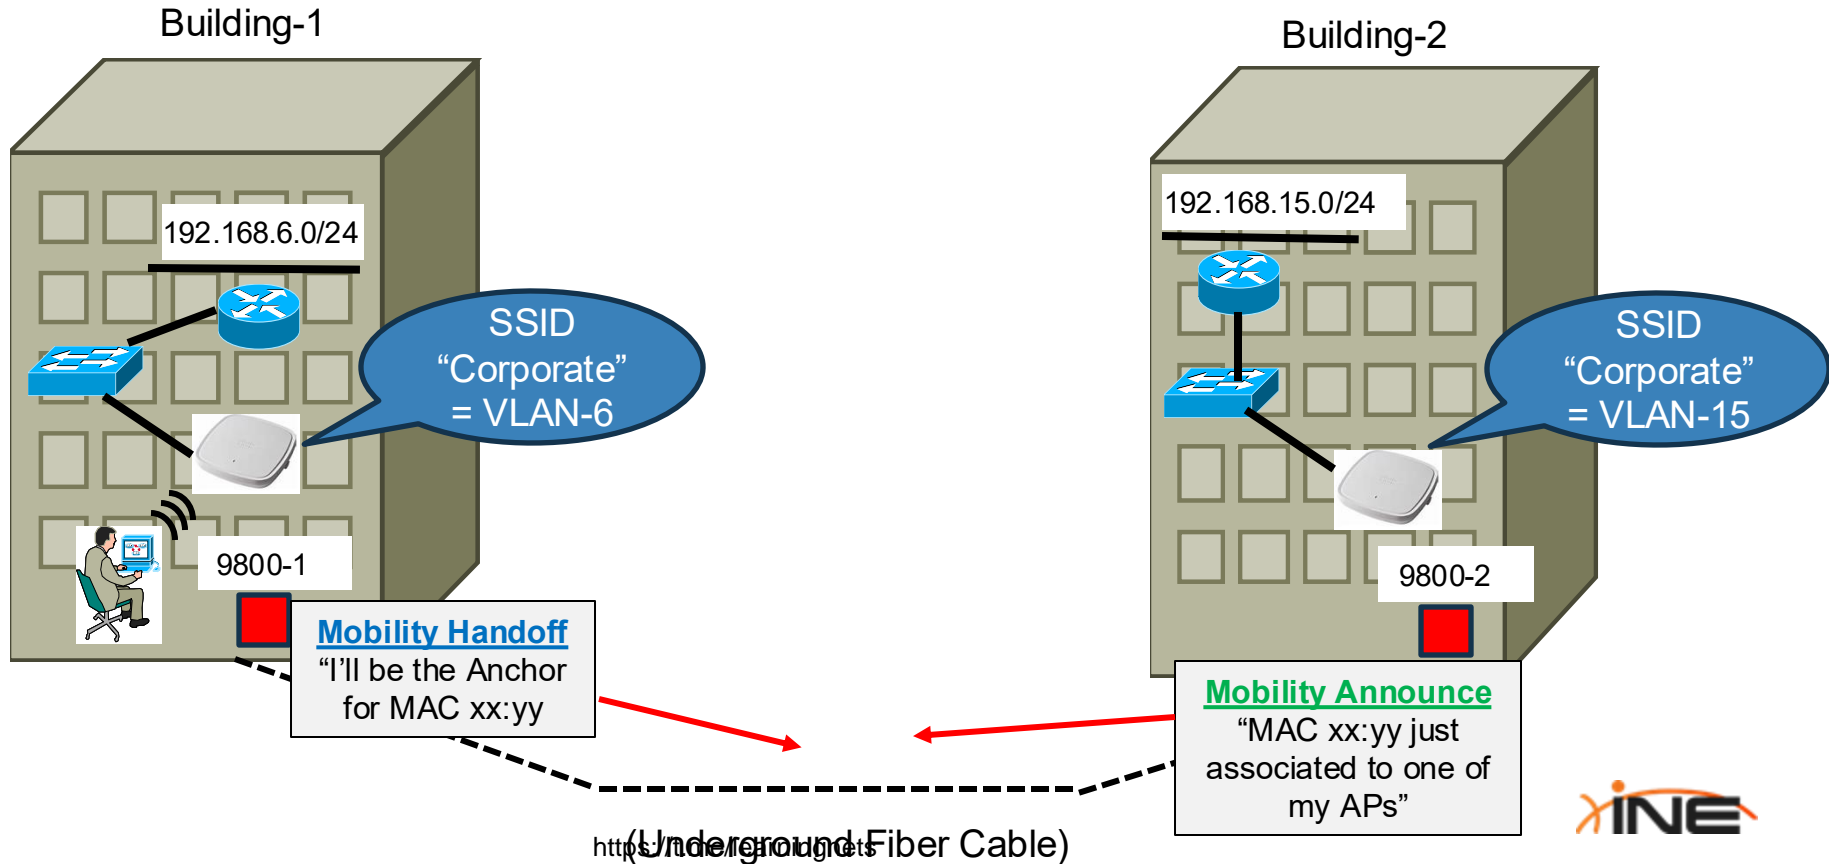 Building-1
Building-2
192.168.6.0/24
192.168.15.0/24
SSID
“Corporate”
= VLAN-6
SSID
“Corporate”
= VLAN-15
9800-1
9800-2
Mobility Handoff
“I’ll be the Anchor
for MAC xx:yy
Mobility Announce
“MAC xx:yy just
associated to one of
my APs”
(Underground Fiber Cable)
INE